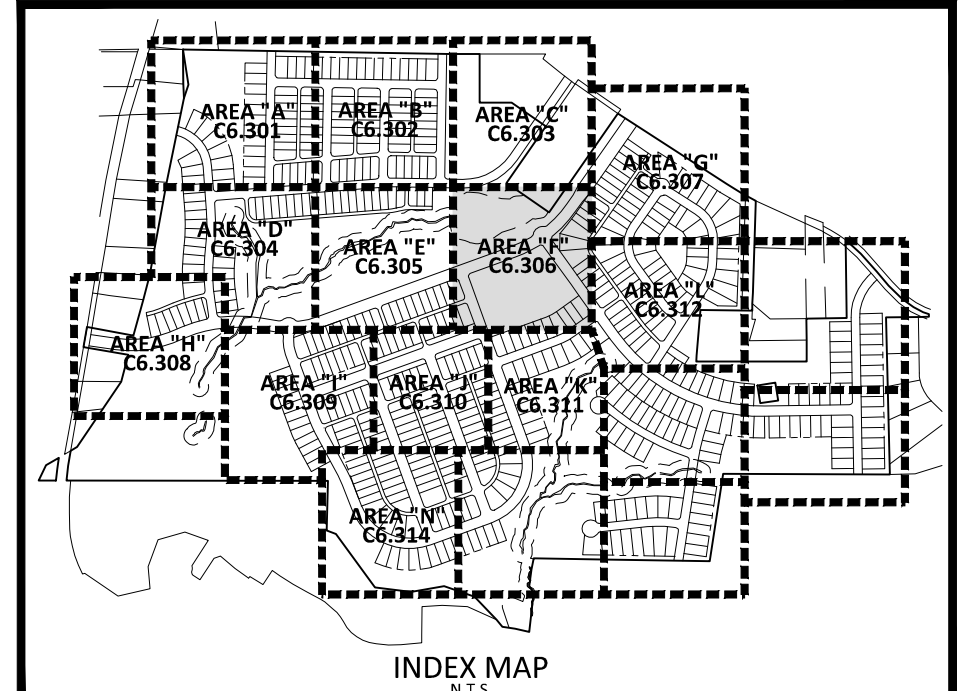 AREA "A"
C6.301
AREA "B"
C6.302
AREA "C"
C6.303
AREA "G"
C6.307
AREA "D"
C6.304
AREA "E"
C6.305
AREA "F"
C6.306
AREA "L"
C6.312
AREA "H"
C6.308
AREA "I"
C6.309
AREA "J"
C6.310
AREA "K"
C6.311
AREA "N"
C6.314
INDEX MAP
N.T.S.